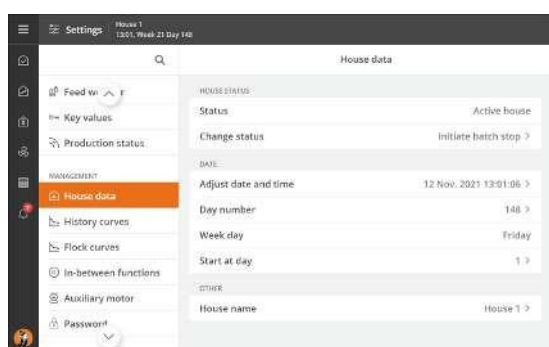 Settings
House 1
13:01, Week 21 Day 148
House data
Feed
Key values
Production status
MANAGEMENT
House data
History curves
Flock curves
In-between functions
Auxiliary motor
Password
HOUSE STATUS
Status Active house
Change status Initiate batch stop >
DATE
Adjust date and time 12 Nov. 2021 13:01:06 >
Day number 148 >
Week day Friday
Start at day 1 >
OTHER
House name House 1 >